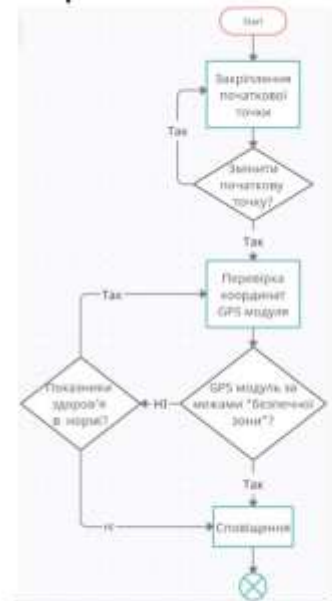 Start
Закріплення
початкової
точки
Так
Змінити
початкову
точку?
Так
Перевірка
координат
GPS модуля
Так
Показники
здоров'я
в нормі?
НІ
GPS модуль за
межами "безпечної
зони"?
Так
ні
Сповіщення